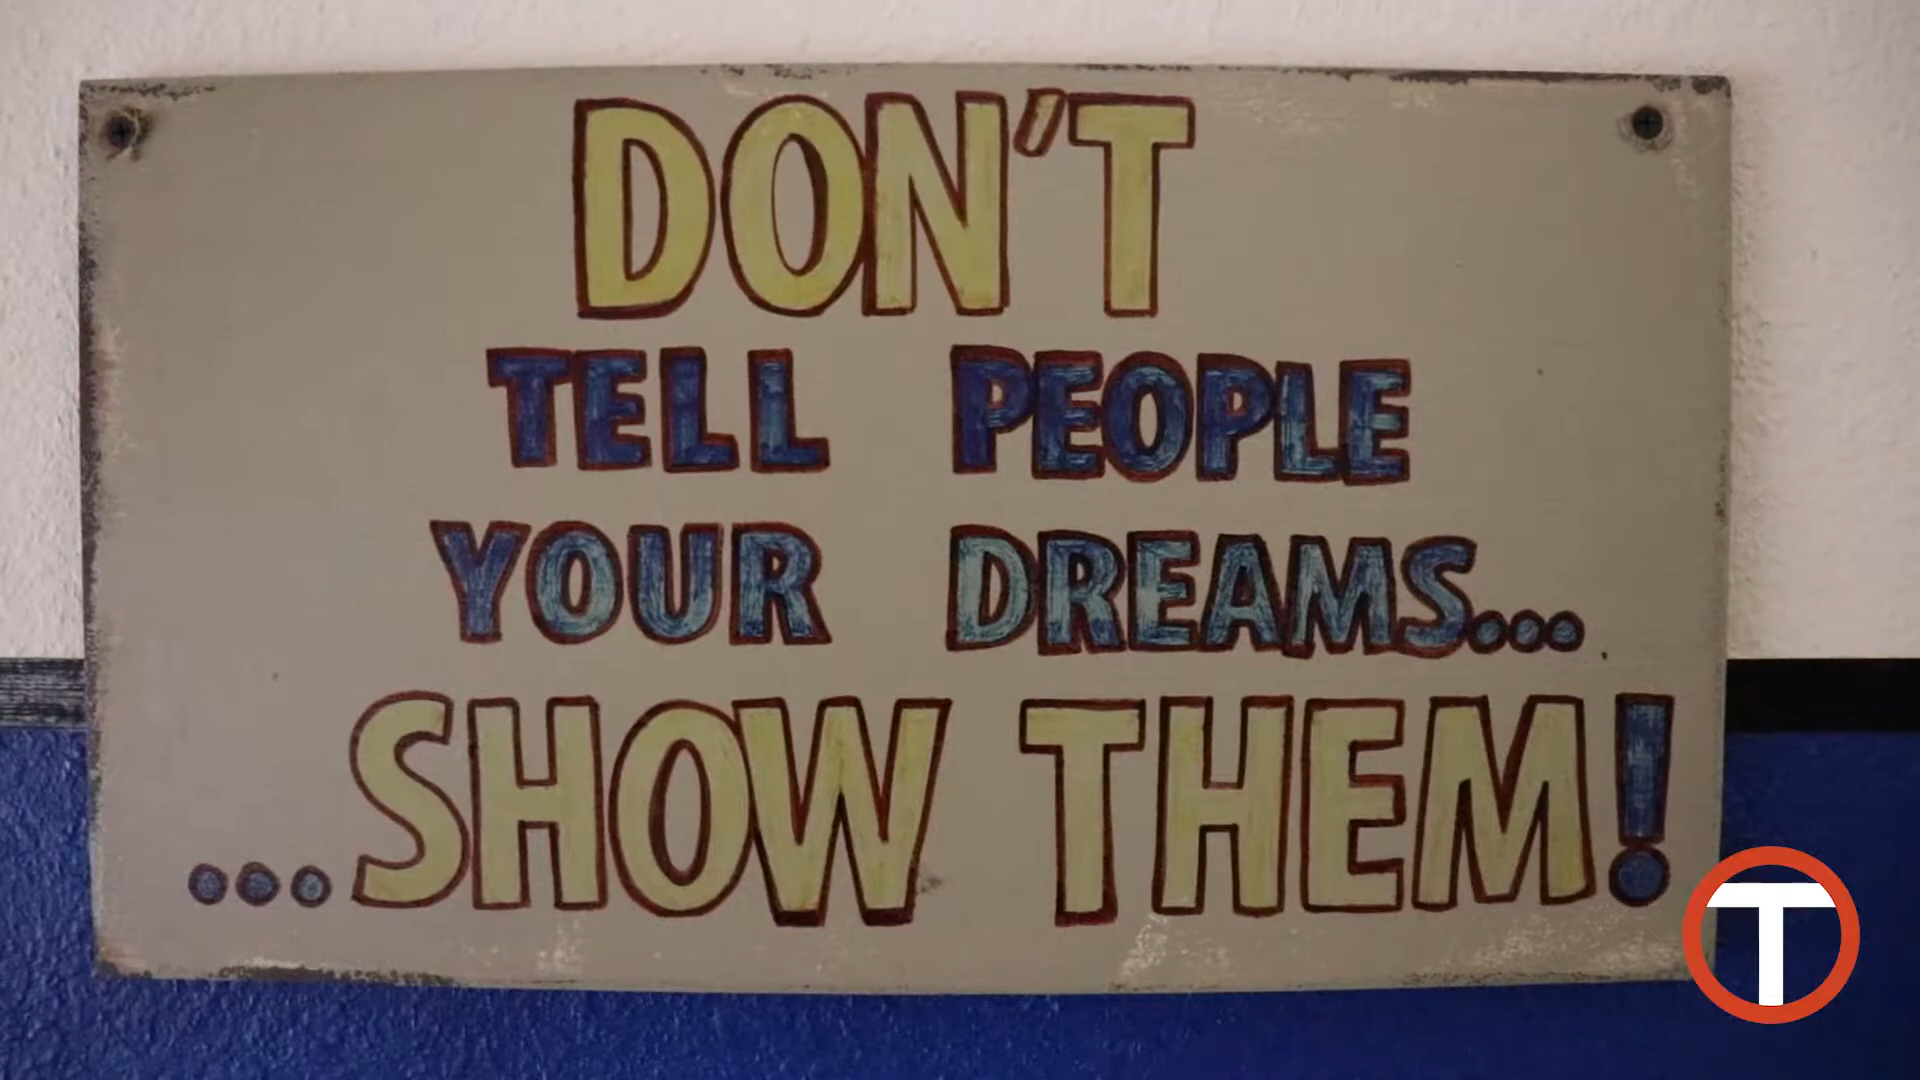 DON'T
TELL PEOPLE
YOUR DREAMS...
...SHOW THEM!
T